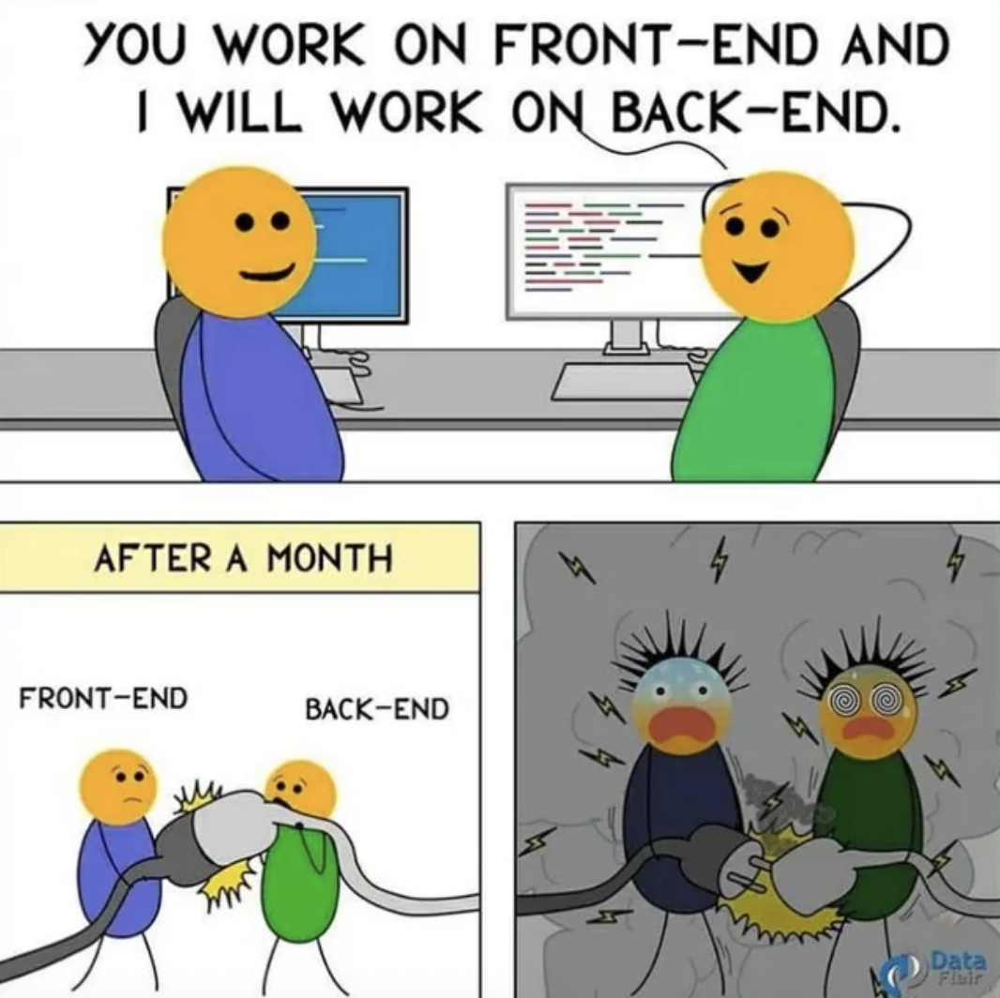 YOU WORK ON FRONT-END AND
I WILL WORK ON BACK-END.
AFTER A MONTH
FRONT-END
BACK-END
Data
Flair